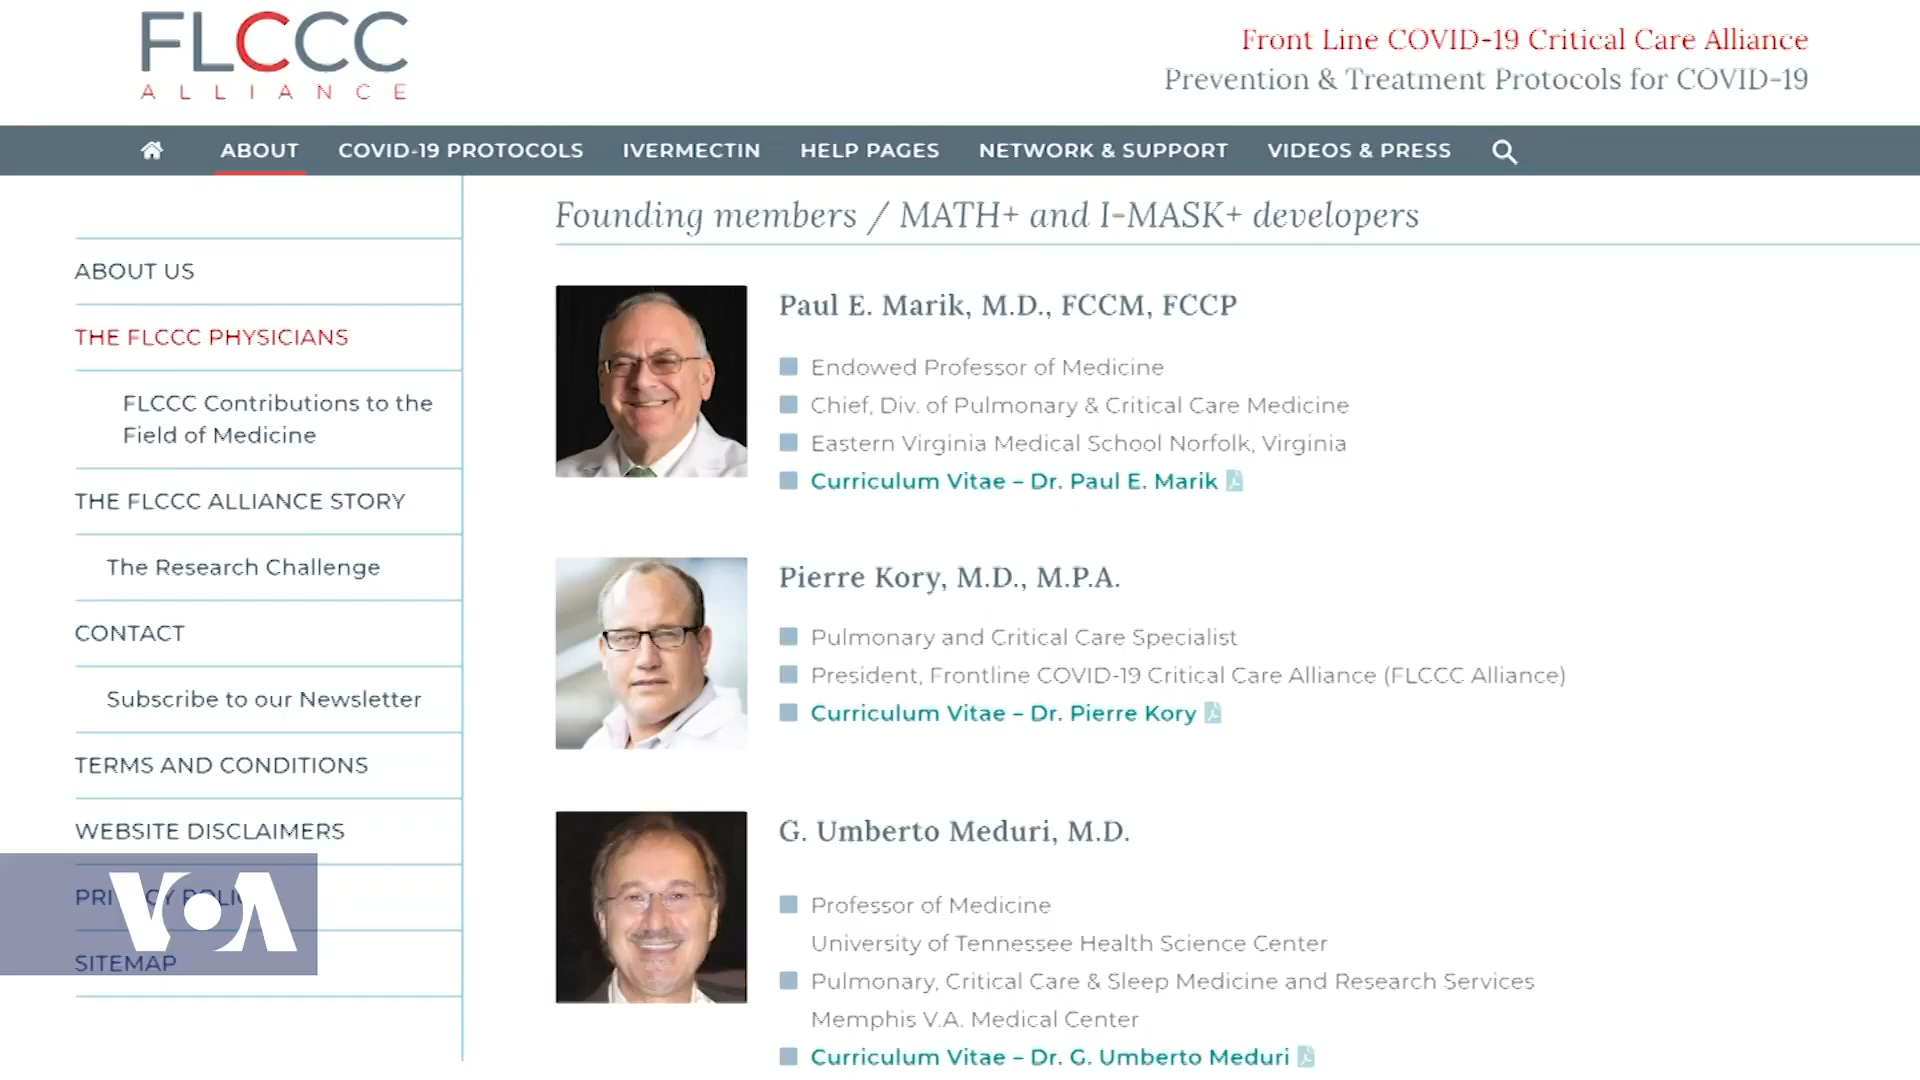 FLCCC
ALLIANCE
Front Line COVID-19 Critical Care Alliance
Prevention & Treatment Protocols for COVID-19
ABOUT COVID-19 PROTOCOLS IVERMECTIN HELP PAGES NETWORK & SUPPORT VIDEOS & PRESS
ABOUT US
THE FLCCC PHYSICIANS
FLCCC Contributions to the
Field of Medicine
THE FLCCC ALLIANCE STORY
The Research Challenge
CONTACT
Subscribe to our Newsletter
TERMS AND CONDITIONS
WEBSITE DISCLAIMERS
SITEMAP
VOA
Founding members / MATH+ and I-MASK+ developers
Paul E. Marik, M.D., FCCM, FCCP
Endowed Professor of Medicine
Chief, Div. of Pulmonary & Critical Care Medicine
Eastern Virginia Medical School Norfolk, Virginia
Curriculum Vitae – Dr. Paul E. Marik
Pierre Kory, M.D., M.P.A.
Pulmonary and Critical Care Specialist
President, Frontline COVID-19 Critical Care Alliance (FLCCC Alliance)
Curriculum Vitae – Dr. Pierre Kory
G. Umberto Meduri, M.D.
Professor of Medicine
University of Tennessee Health Science Center
Pulmonary, Critical Care & Sleep Medicine and Research Services
Memphis V.A. Medical Center
Curriculum Vitae – Dr. G. Umberto Meduri